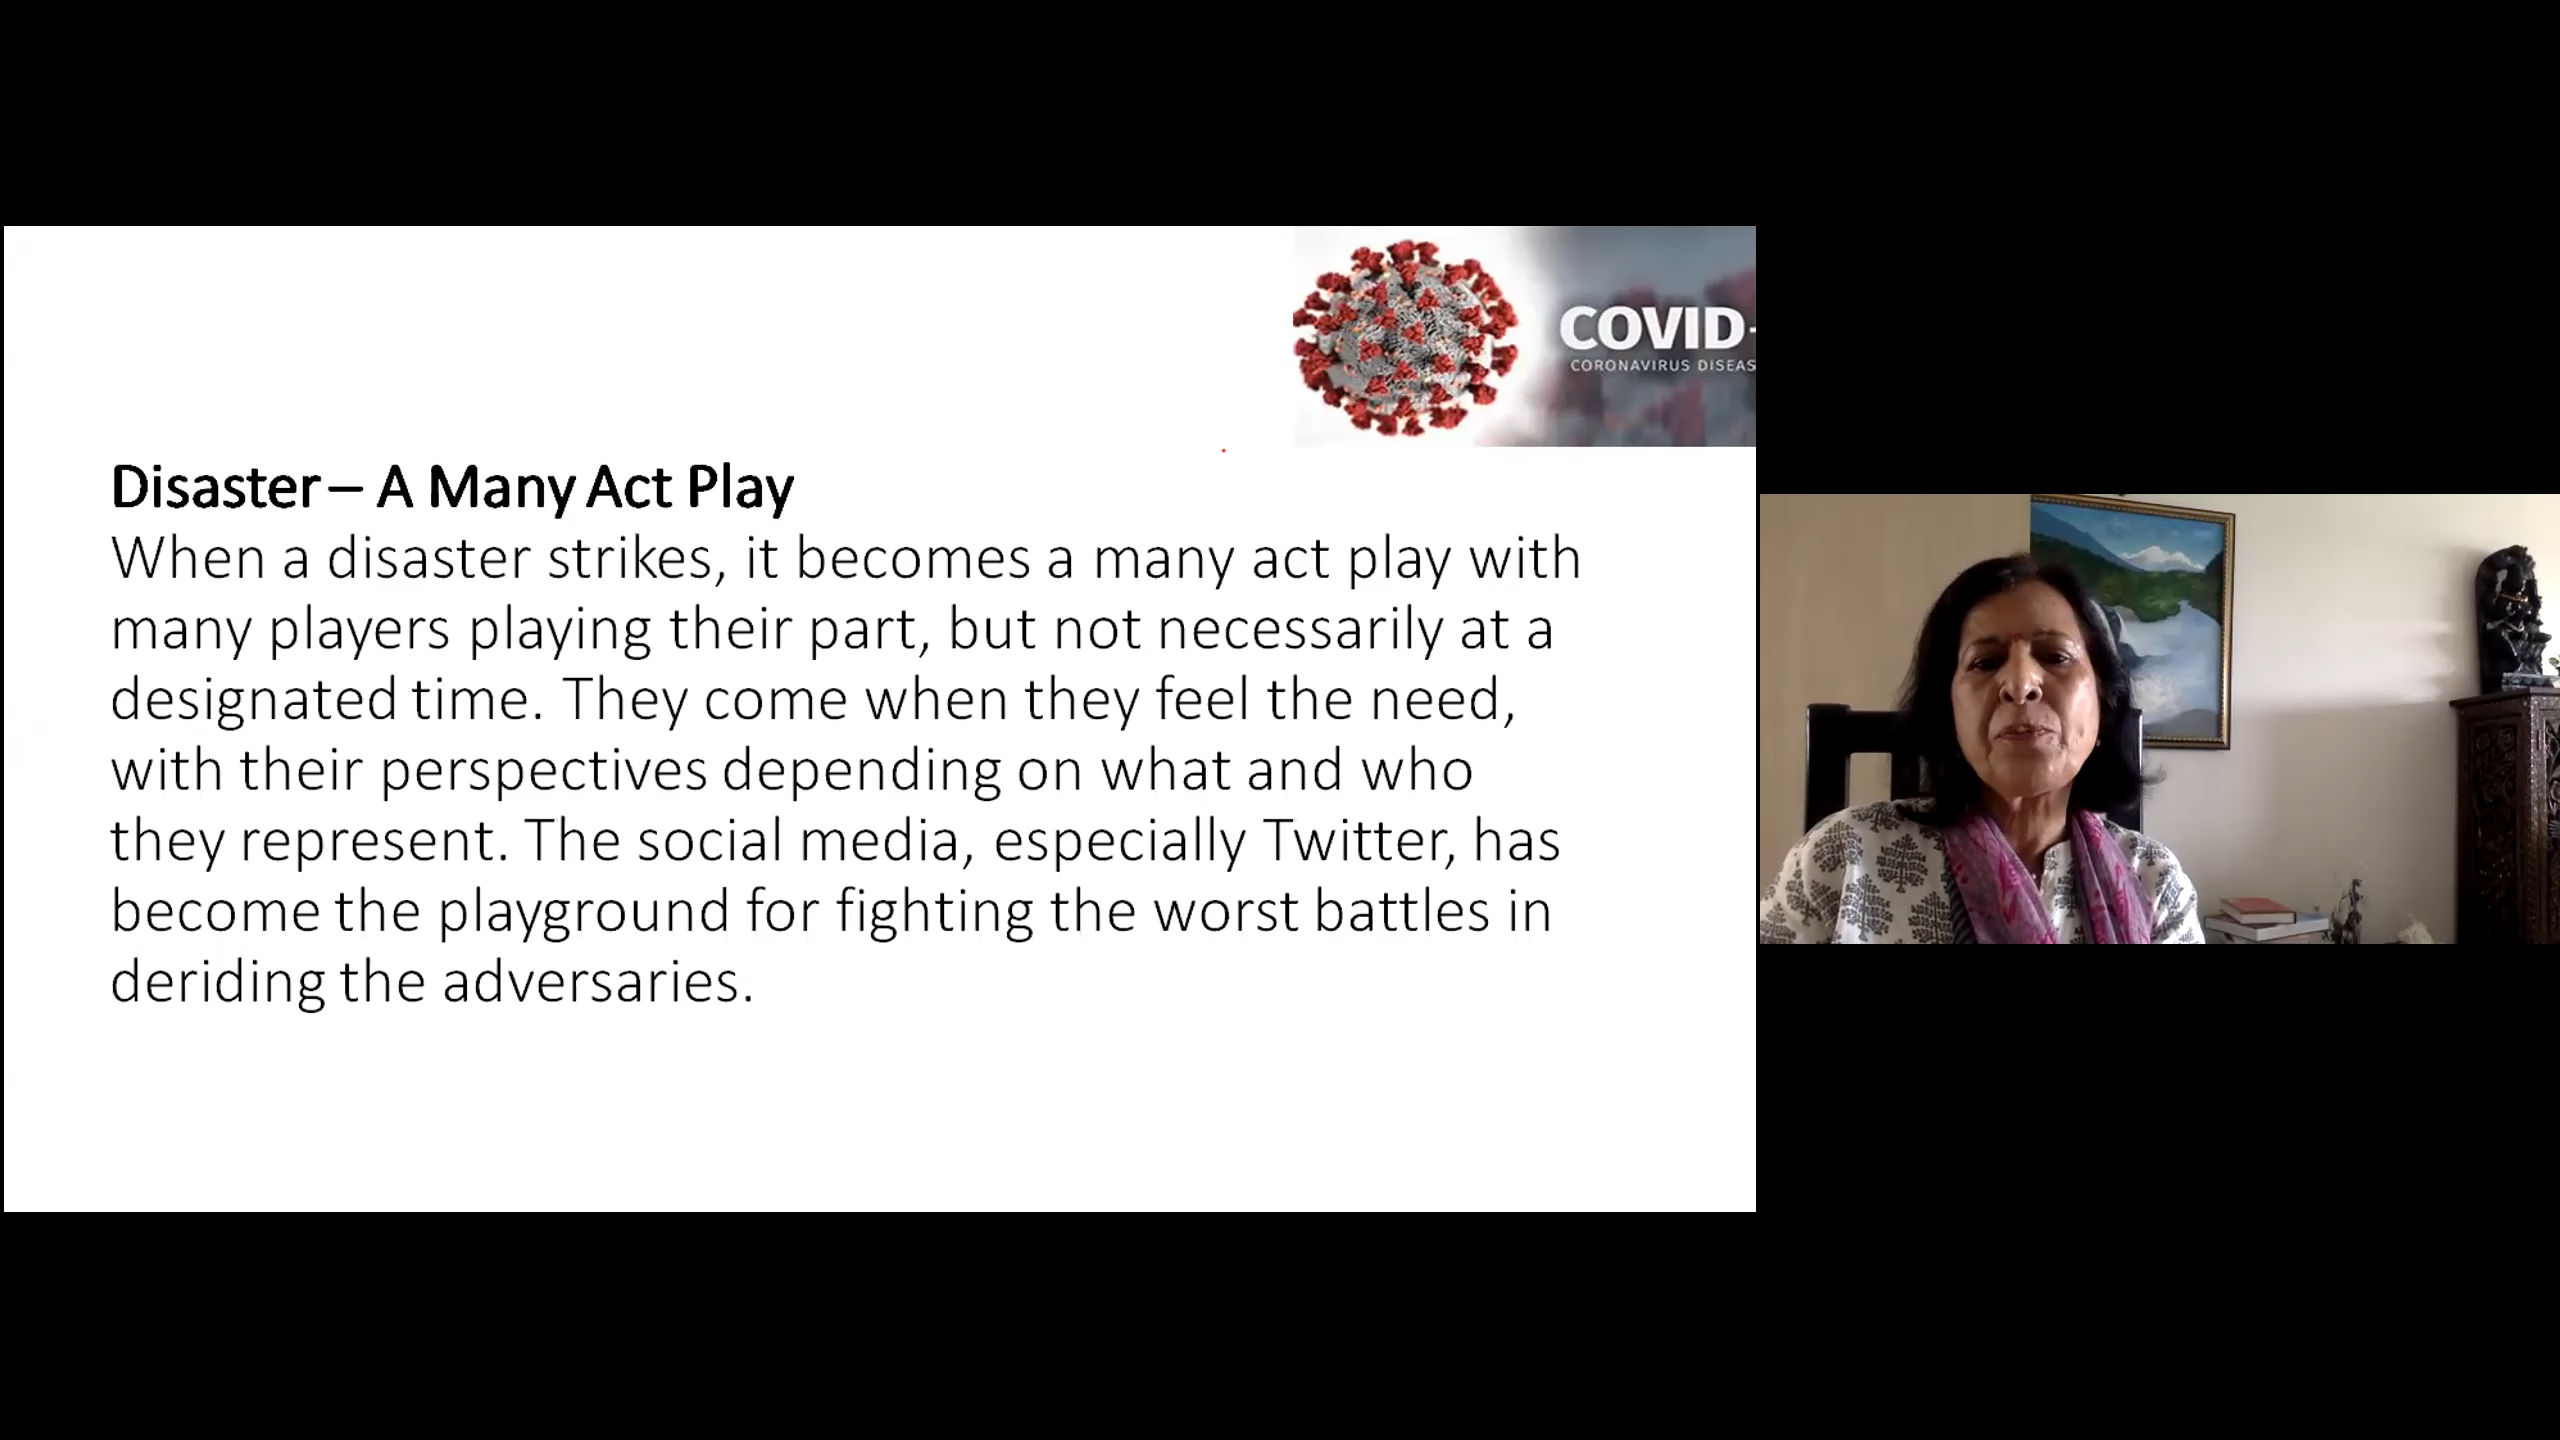 COVID-
CORONAVIRUS DISEAS
Disaster – A Many Act Play
When a disaster strikes, it becomes a many act play with
many players playing their part, but not necessarily at a
designated time. They come when they feel the need,
with their perspectives depending on what and who
they represent. The social media, especially Twitter, has
become the playground for fighting the worst battles in
deriding the adversaries.